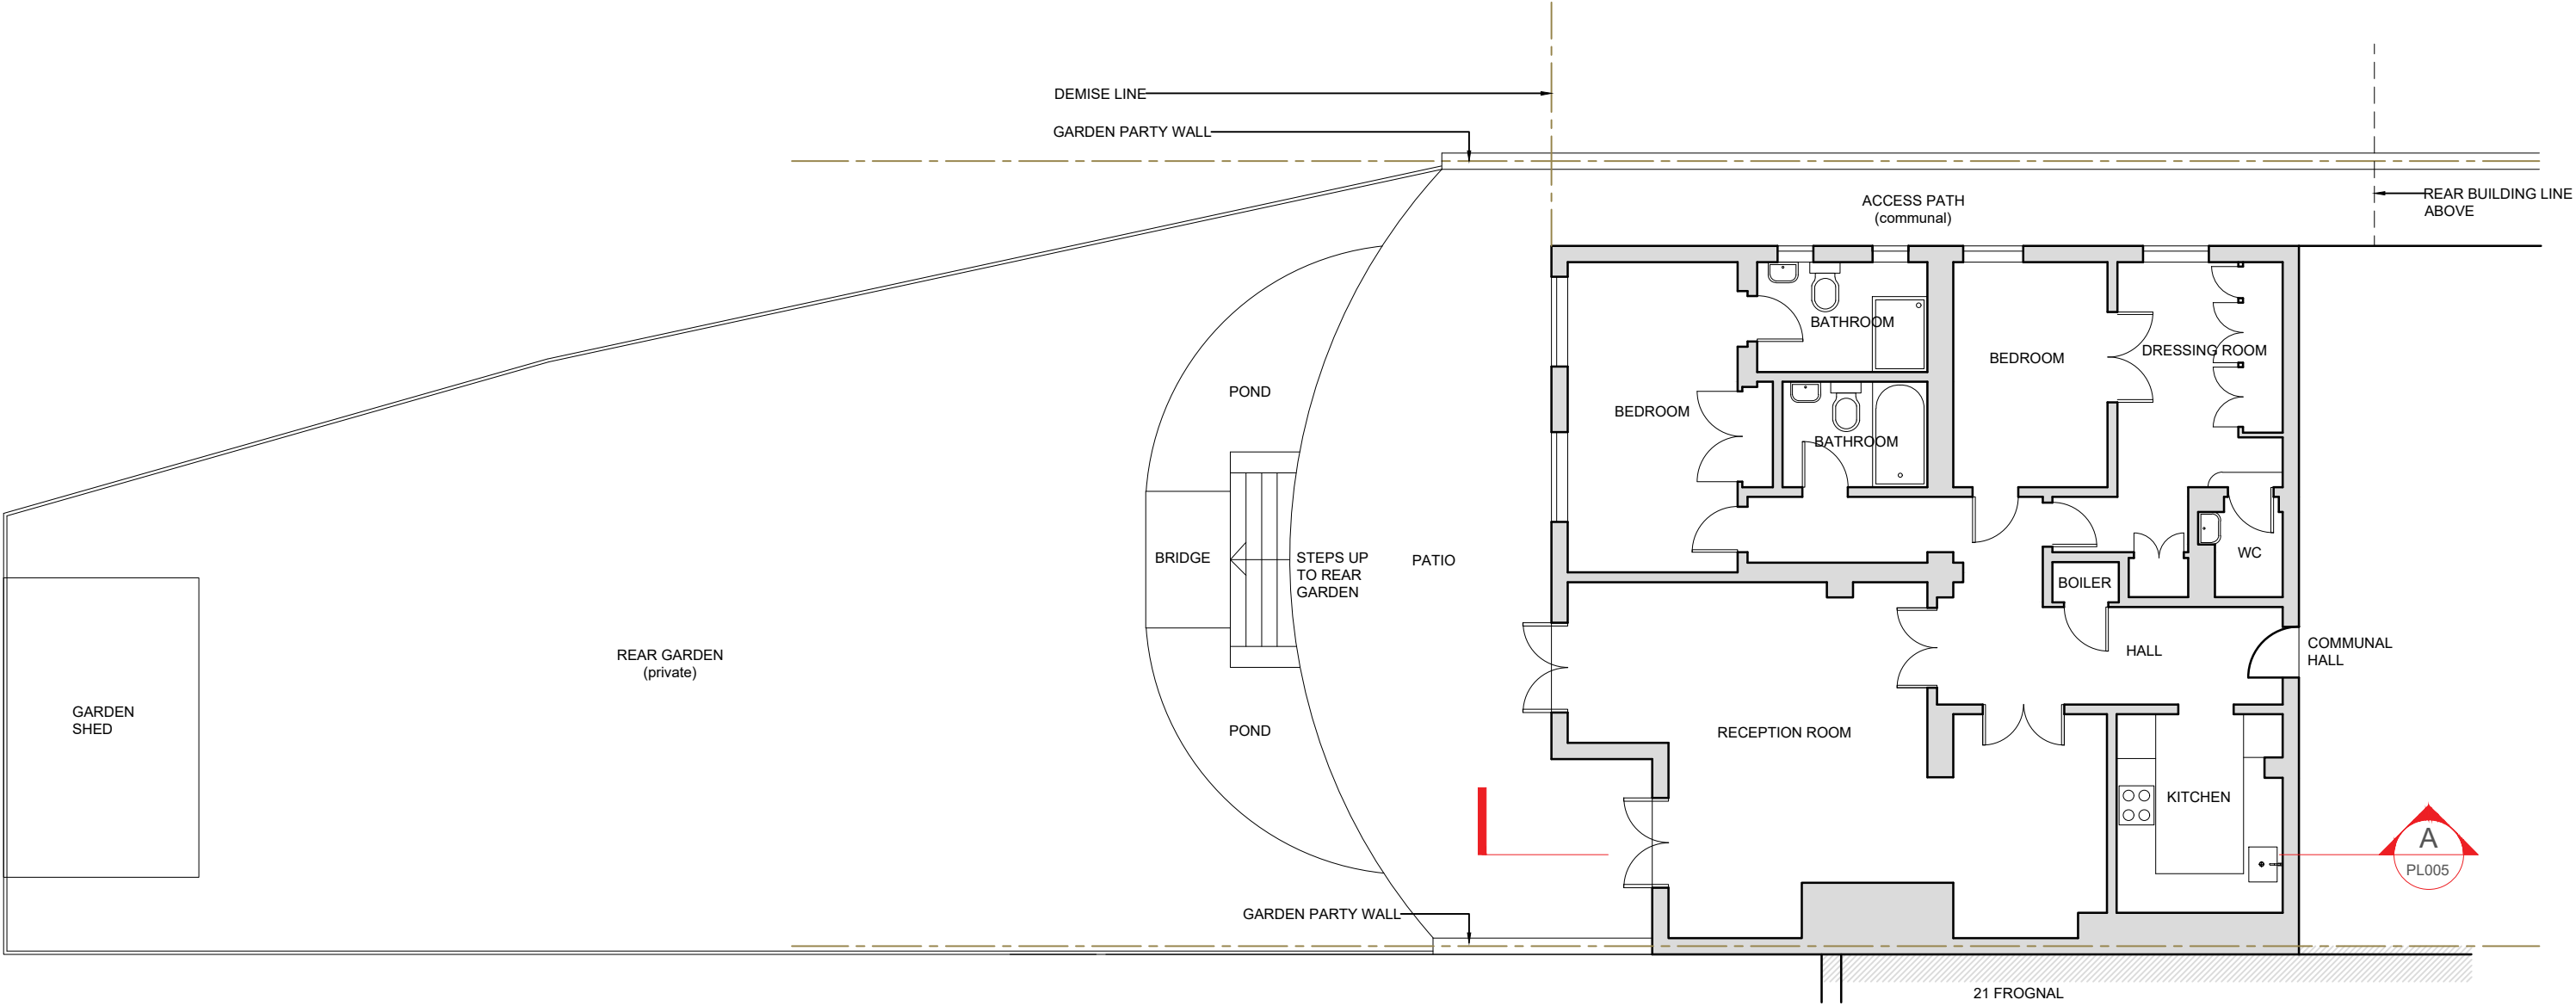 DEMISE LINE
GARDEN PARTY WALL
ACCESS PATH
(communal)
REAR BUILDING LINE
ABOVE
BATHROOM
BEDROOM
DRESSING ROOM
POND
BEDROOM
BATHROOM
BRIDGE
STEPS UP
TO REAR
GARDEN
PATIO
WC
BOILER
REAR GARDEN
(private)
HALL
COMMUNAL
HALL
GARDEN
SHED
POND
RECEPTION ROOM
KITCHEN
A
PL005
GARDEN PARTY WALL
21 FROGNAL